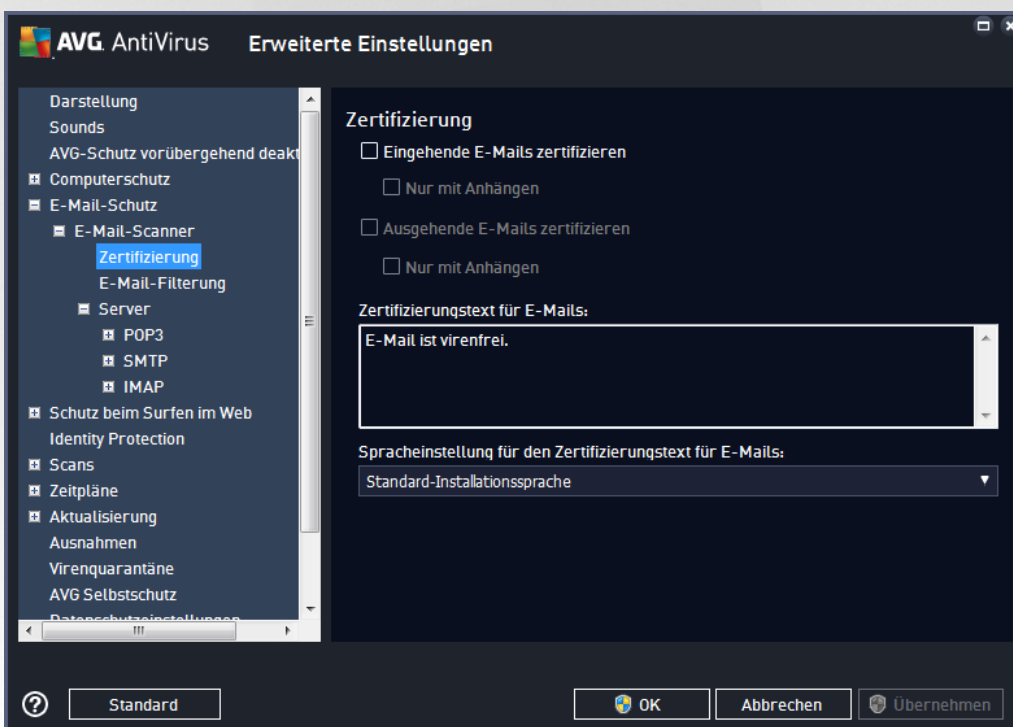 AVG. AntiVirus Erweiterte Einstellungen
Darstellung
Sounds
AVG-Schutz vorübergehend deakt
Computerschutz
E-Mail-Schutz
E-Mail-Scanner
Zertifizierung
E-Mail-Filterung
Server
POP3
SMTP
IMAP
Schutz beim Surfen im Web
Identity Protection
Scans
Zeitpläne
Aktualisierung
Ausnahmen
Virenquarantäne
AVG Selbstschutz
Datenschutzeinstellungen
Zertifizierung
Eingehende E-Mails zertifizieren
Nur mit Anhängen
Ausgehende E-Mails zertifizieren
Nur mit Anhängen
Zertifizierungstext für E-Mails:
E-Mail ist virenfrei.
Spracheinstellung für den Zertifizierungstext für E-Mails:
Standard-Installationssprache
? Standard OK Abbrechen Übernehmen